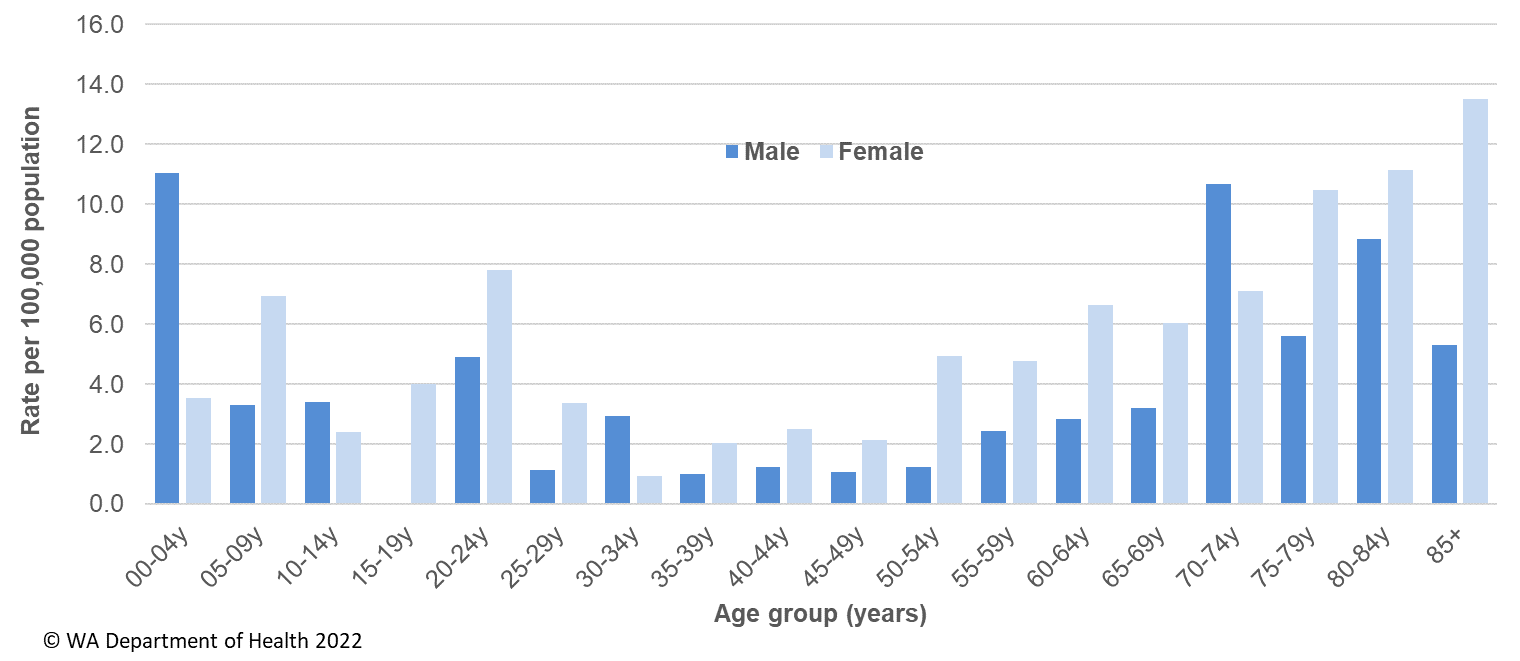 16.0
14.0
12.0
10.0
8.0
6.0
4.0
2.0
0.0
Rate per 100,000 population
Male Female
00-04y 05-09y 10-14y 15-19y 20-24y 25-29y 30-34y 35-39y 40-44y 45-49y 50-54y 55-59y 60-64y 65-69y 70-74y 75-79y 80-84y 85+
Age group (years)
© WA Department of Health 2022